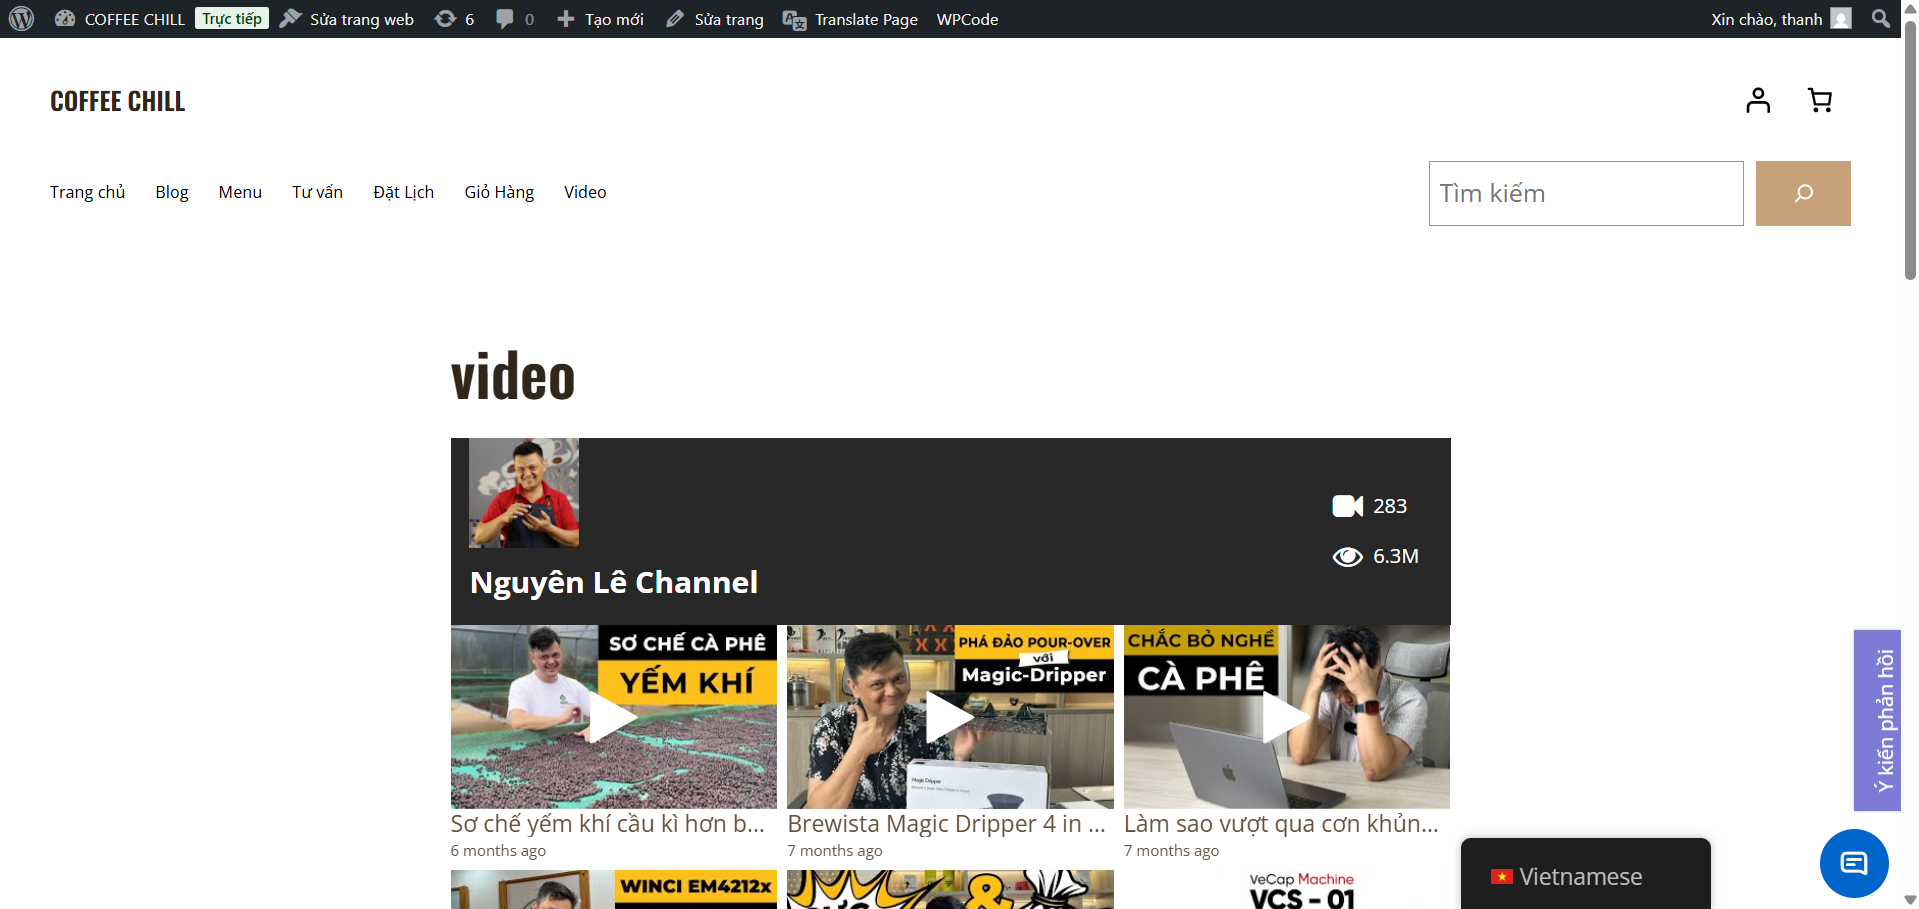 COFFEE CHILL
Trực tiếp
Sửa trang web
6
0
Tạo mới
Sửa trang
Translate Page
WPCode
Xin chào, thanh
COFFEE CHILL
Trang chủ
Blog
Menu
Tư vấn
Đặt Lịch
Giỏ Hàng
Video
Tìm kiếm
video
283
6.3M
Nguyên Lê Channel
SƠ CHẾ CÀ PHÊ
YẾM KHÍ
PHÁ ĐẢO POUR-OVER
với
Magic-Dripper
Magic Dripper
CHẮC BỎ NGHỀ
CÀ PHÊ
Ý kiến phản hồi
Sơ chế yếm khí cầu kì hơn b...
6 months ago
Brewista Magic Dripper 4 in ...
7 months ago
Làm sao vượt qua cơn khủn...
7 months ago
WINCI EM4212x
&
VeCap Machine
VCS - 01
Vietnamese